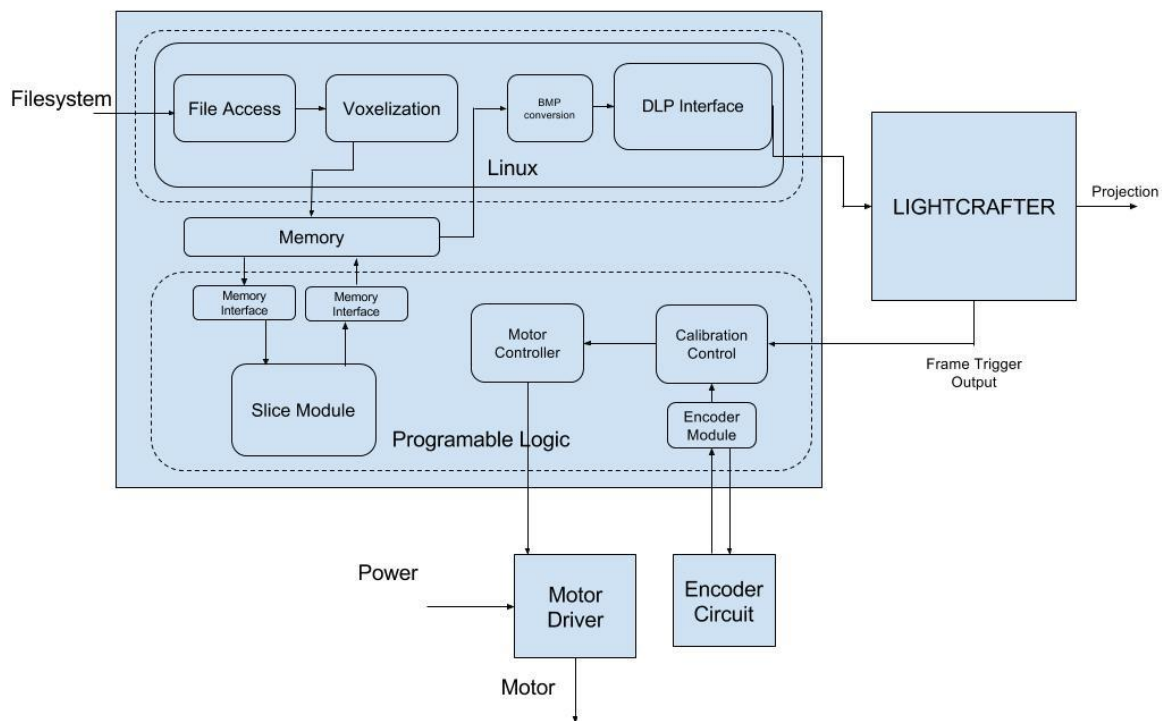 Filesystem
File Access
Voxelization
BMP
conversion
DLP Interface
Linux
LIGHTCRAFTER
Projection
Memory
Memory
Interface
Memory
Interface
Motor
Controller
Calibration
Control
Frame Trigger
Output
Slice Module
Encoder
Module
Programable Logic
Power
Motor
Driver
Encoder
Circuit
Motor